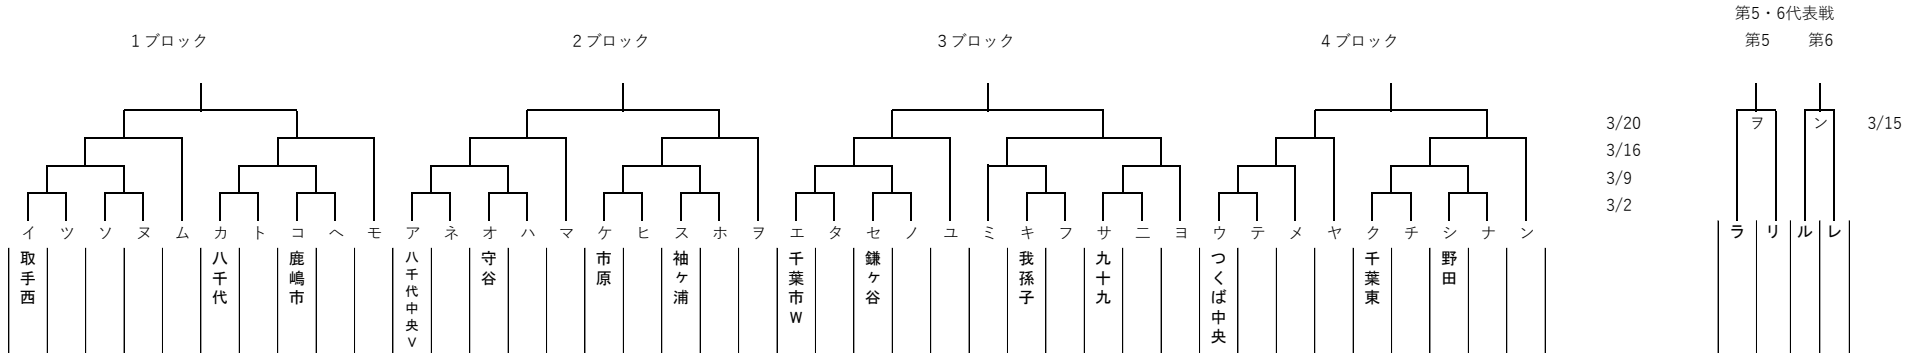 第5・6代表戦
1 ブロック
2 ブロック
3 ブロック
4 ブロック
第5
第6
3/20
ヲ
ン
3/15
3/16
3/9
3/2
イ
ツ
ソ
ヌ
ム
カ
ト
コ
ヘ
モ
ア
ネ
オ
ハ
マ
ケ
ヒ
ス
ホ
ヲ
エ
タ
セ
ノ
ユ
ミ
キ
フ
サ
ニ
ヨ
ウ
テ
メ
ヤ
ク
チ
シ
ナ
ン
ラ
リ
ル
レ
取手西
八千代
鹿嶋市
八千代中央V
守谷
市原
袖ヶ浦
千葉市W
鎌ヶ谷
我孫子
九十九
つくば中央
千葉東
野田